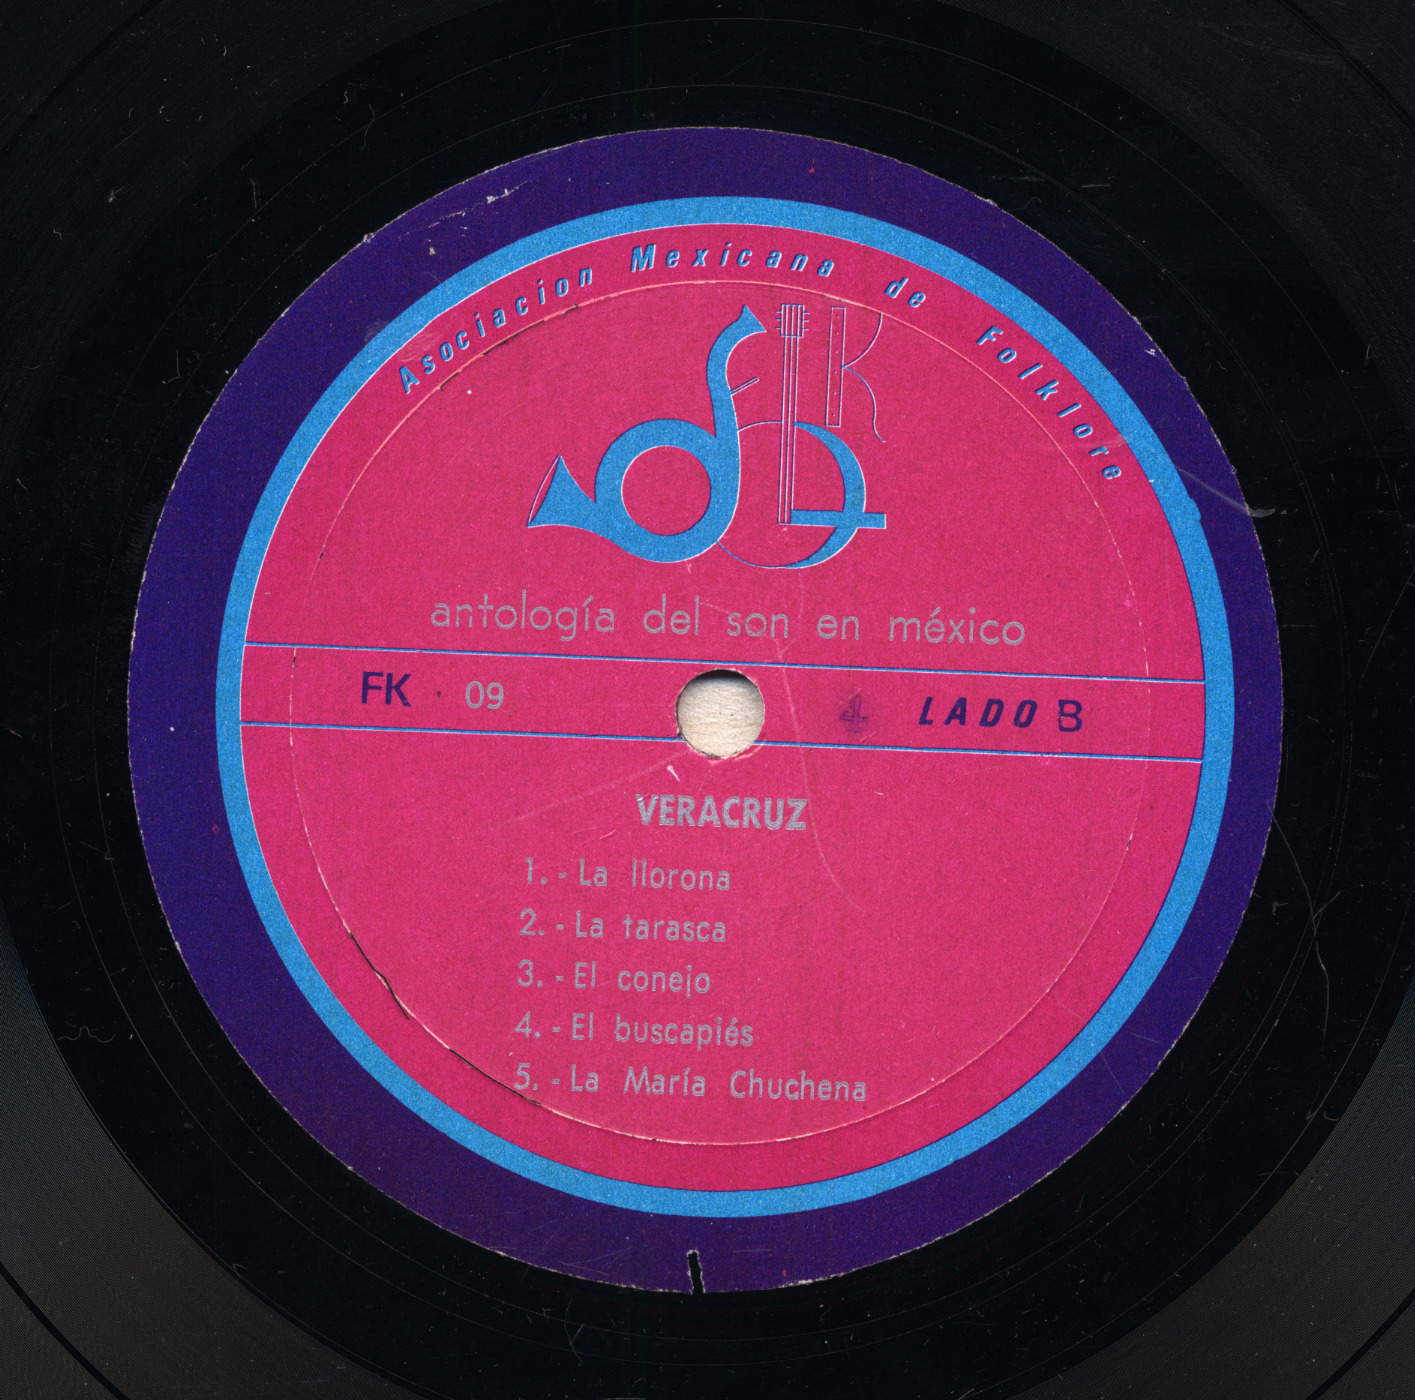 Asociacion Mexicana de Folklore
antología del son en méxico
FK 09 4 LADO B
VERACRUZ
1.- La llorona
2.- La tarasca
3.- El conejo
4.- El buscapiés
5.- La María Chuchena